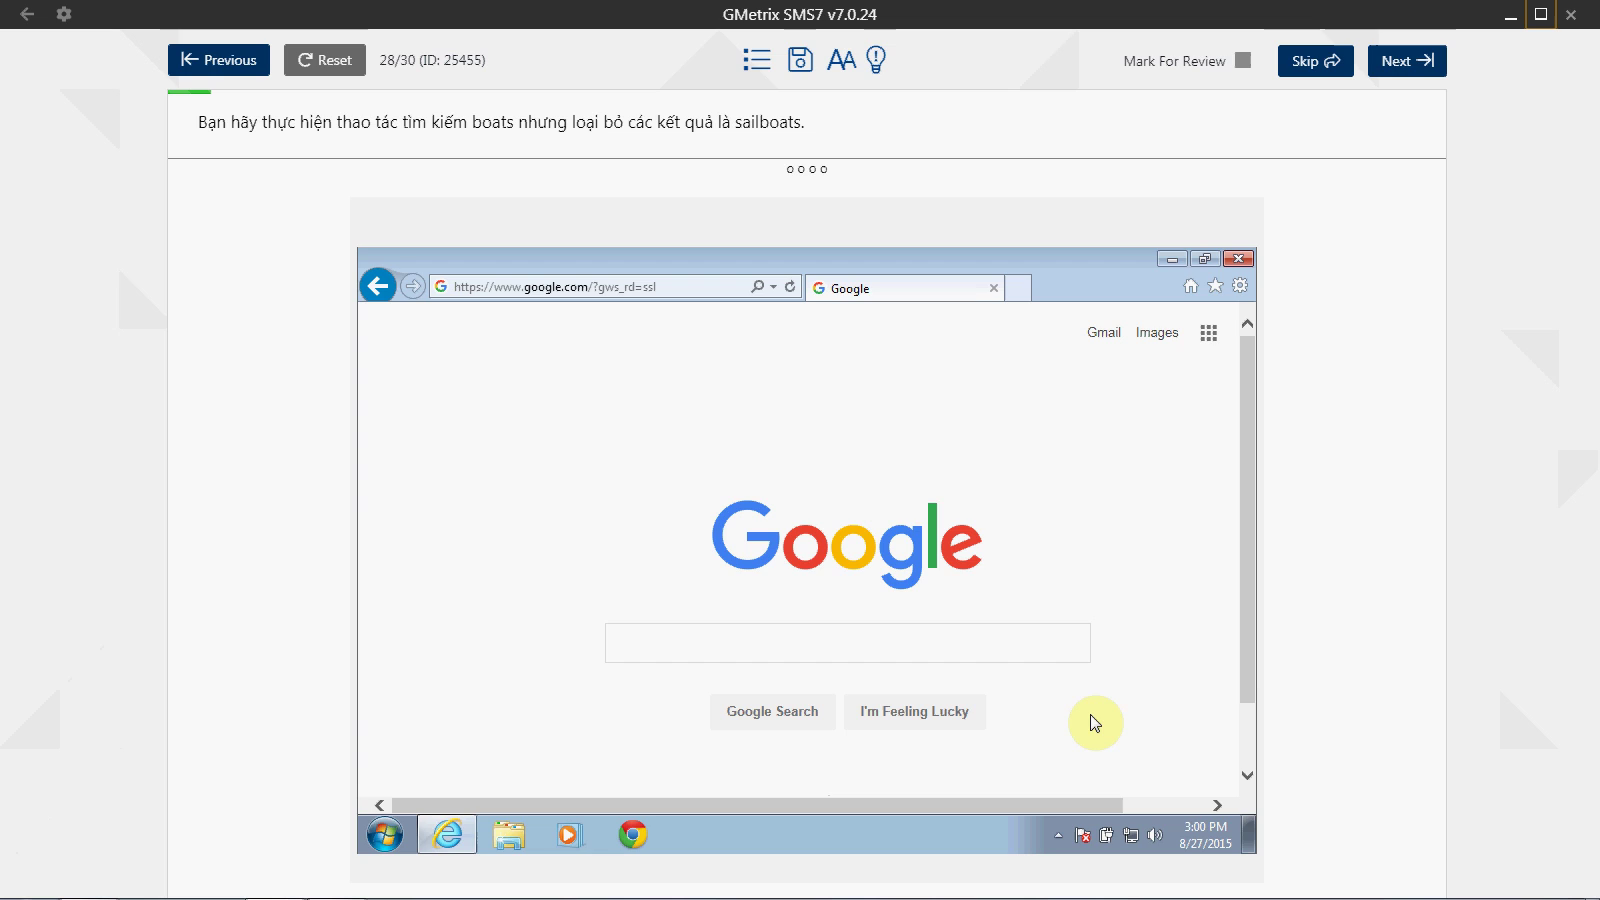 GMetrix SMS7 v7.0.24
Previous
Reset
28/30 (ID: 25455)
AA
Mark For Review
Skip
Next
Bạn hãy thực hiện thao tác tìm kiếm boats nhưng loại bỏ các kết quả là sailboats.
https://www.google.com/?gws_rd=ssl
Google
Gmail
Images
Google
Google Search
I'm Feeling Lucky
3:00 PM
8/27/2015